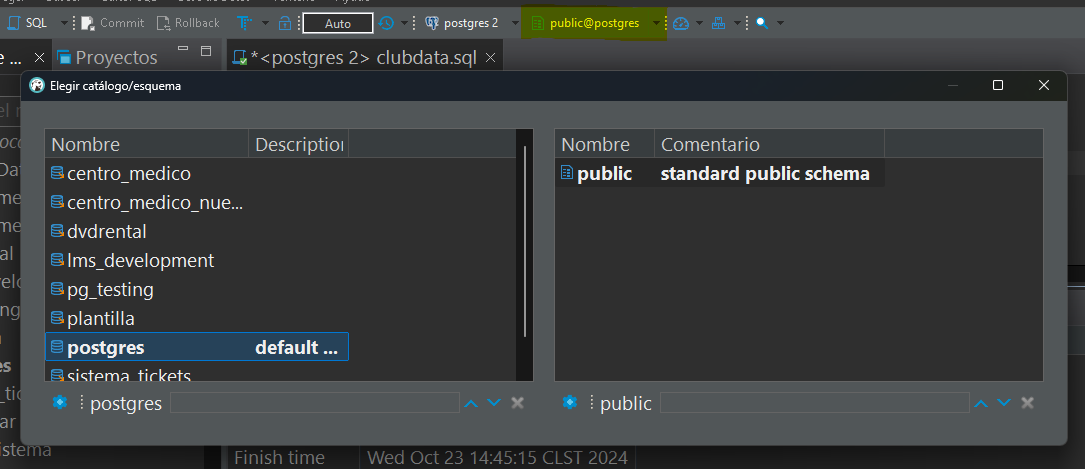 SQL Commit Rollback Auto postgres 2 public@postgres
e ... Proyectos *<postgres 2> clubdata.sql
Elegir catálogo/esquema
Nombre Description
centro_medico
centro_medico_nue...
dvdrental
lms_development
pg_testing
plantilla
postgres default ...
sistema_tickets
postgres
Nombre Comentario
public standard public schema
public
Finish time Wed Oct 23 14:45:15 CLST 2024